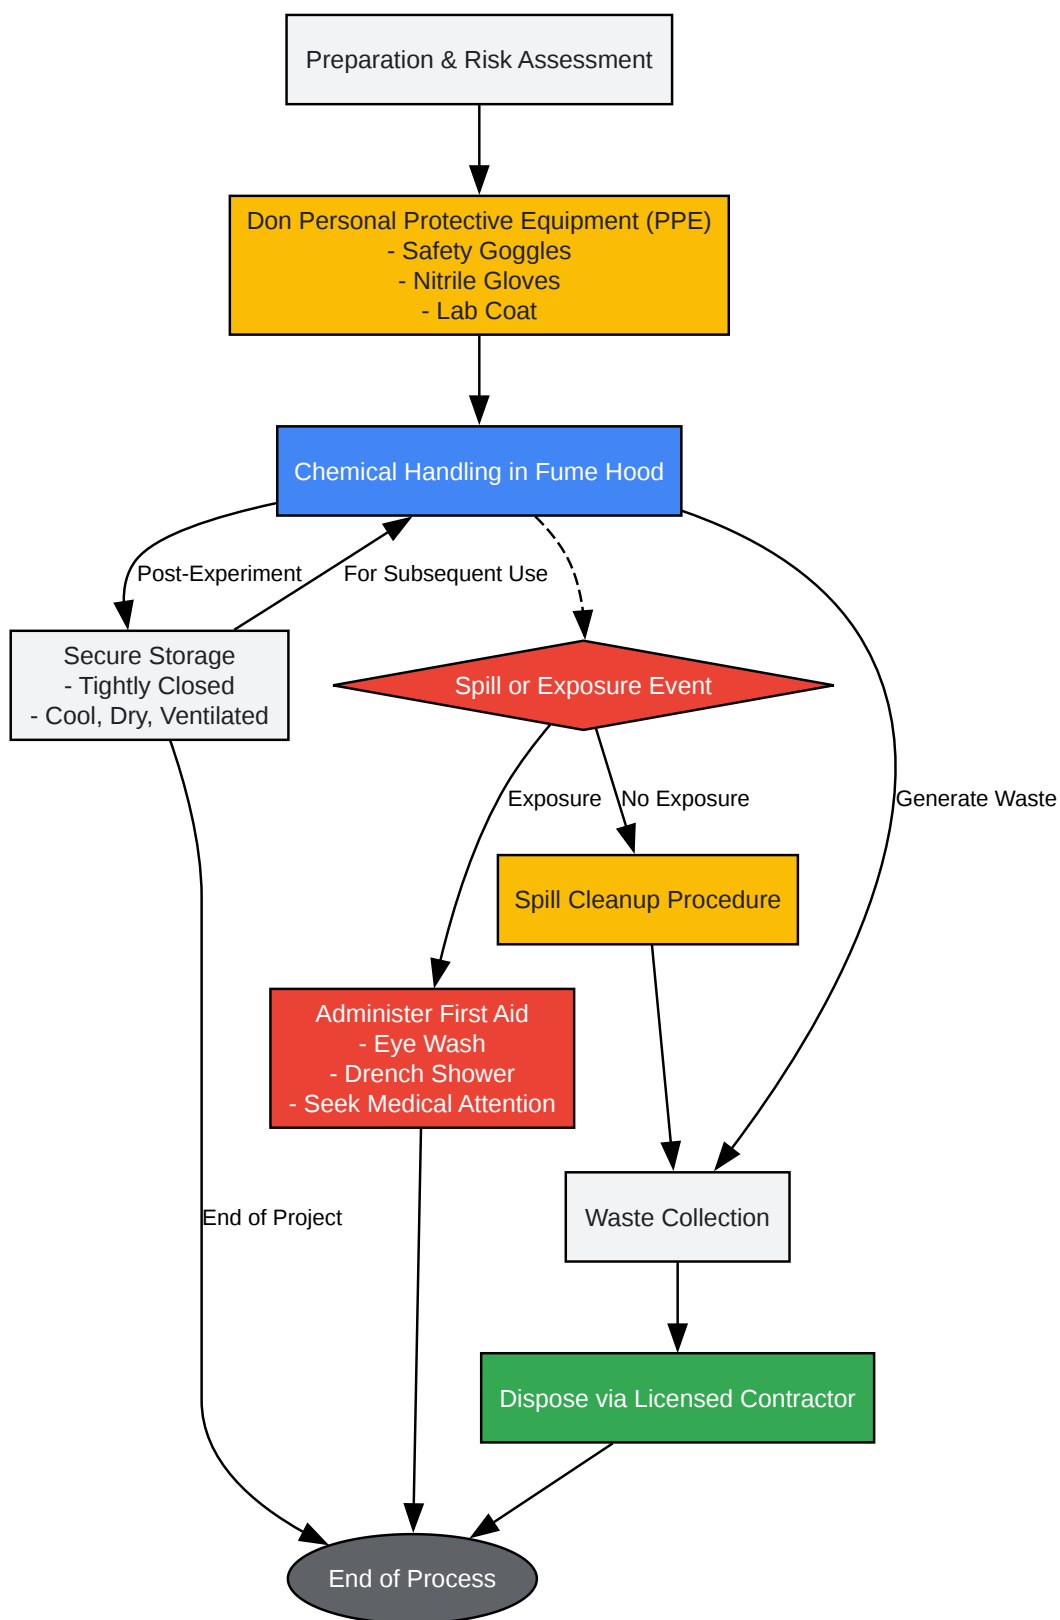 Preparation & Risk Assessment
Don Personal Protective Equipment (PPE)
- Safety Goggles
- Nitrile Gloves
- Lab Coat
Chemical Handling in Fume Hood
Post-Experiment
For Subsequent Use
Secure Storage
- Tightly Closed
- Cool, Dry, Ventilated
Spill or Exposure Event
Exposure
No Exposure
Generate Waste
Spill Cleanup Procedure
Administer First Aid
- Eye Wash
- Drench Shower
- Seek Medical Attention
End of Project
Waste Collection
Dispose via Licensed Contractor
End of Process